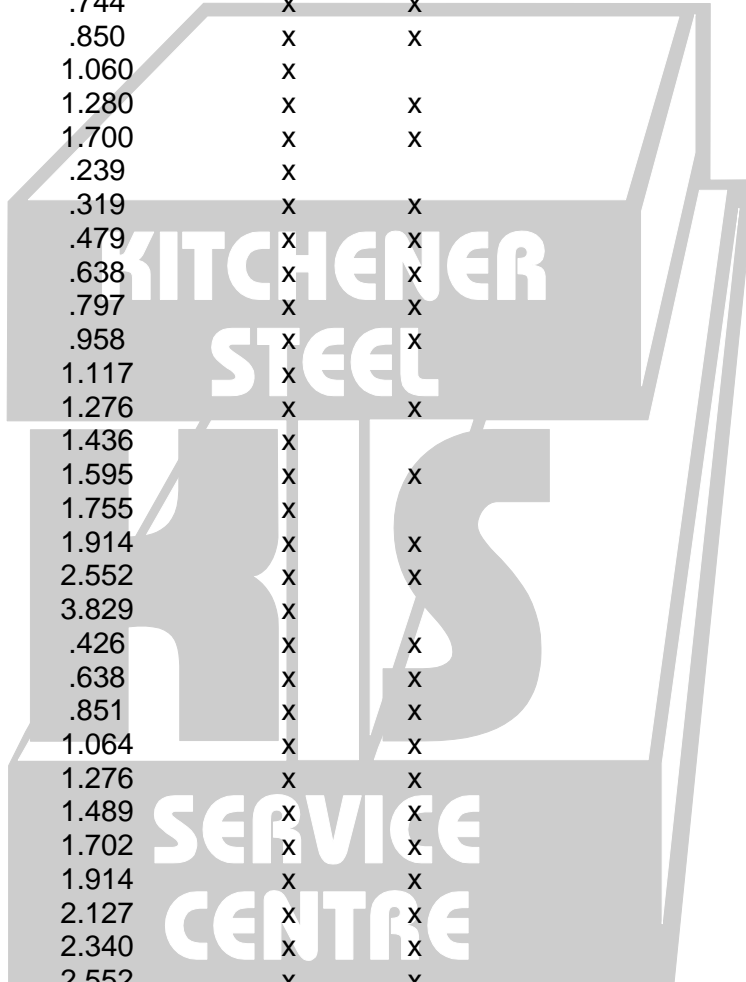 .744 x x
.850 x x
1.060 x
1.280 x x
1.700 x x
.239 x
.319 x x
.479 x x
KITCHENER
.638 x x
.797 x x
.958 x x
STEEL
1.117 x
1.276 x x
1.436 x
1.595 x x
1.755 x
1.914 x x
KS
2.552 x x
3.829 x
.426 x x
.638 x x
.851 x x
1.064 x x
1.276 x x
1.489 x x
SERVICE
1.702 x x
1.914 x x
2.127 x x
CENTRE
2.340 x x
2.552 x x